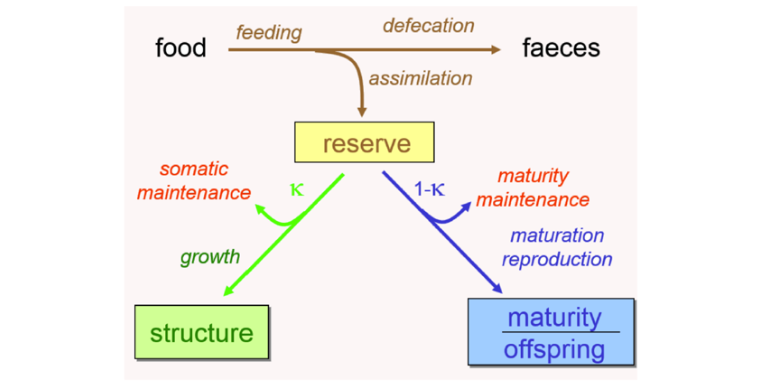 feeding
defecation
food
faeces
assimilation
reserve
somatic
maintenance
κ
1-κ
maturity
maintenance
growth
maturation
reproduction
structure
maturity
offspring